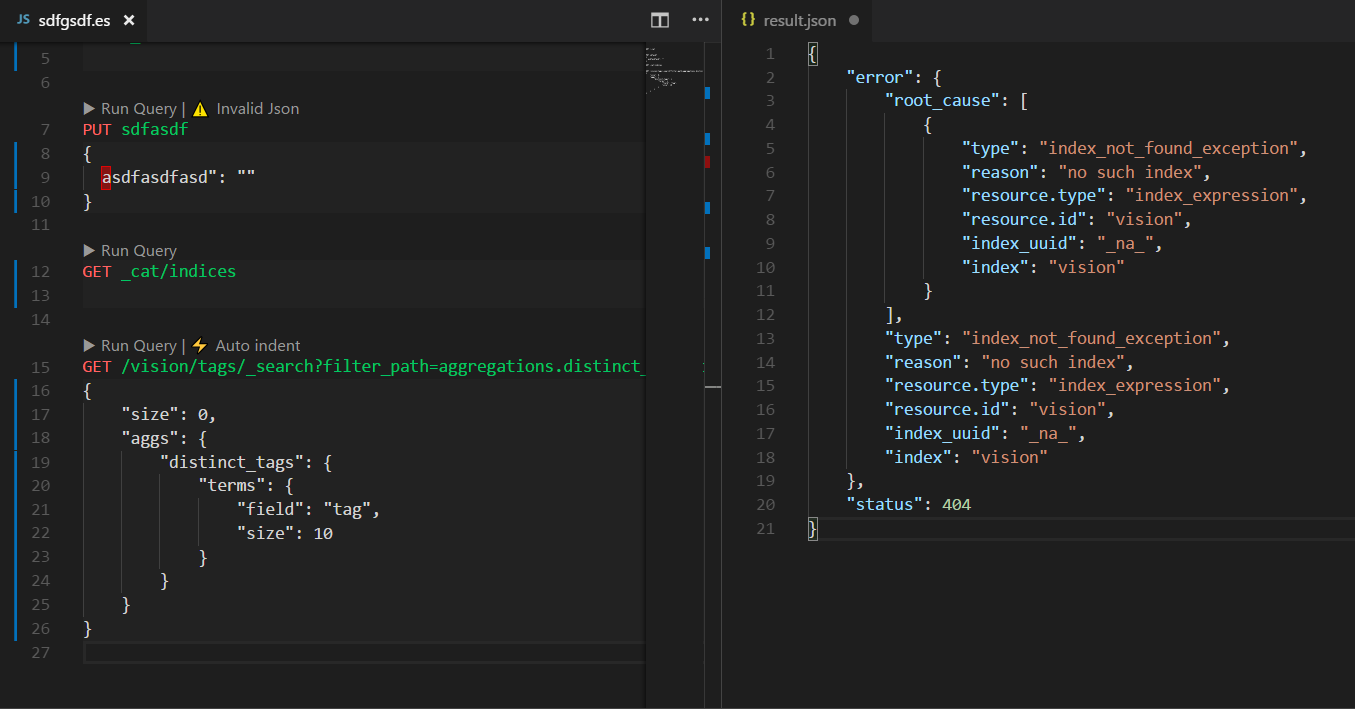 JS sdfgsdf.es ×
5
6
▶ Run Query | ⚠ Invalid Json
7 PUT sdfasdf
8 {
9 asdfasdfasd": ""
10 }
11
▶ Run Query
12 GET _cat/indices
13
14
▶ Run Query | ⚡ Auto indent
15 GET /vision/tags/_search?filter_path=aggregations.distinct_
16 {
17 "size": 0,
18 "aggs": {
19 "distinct_tags": {
20 "terms": {
21 "field": "tag",
22 "size": 10
23 }
24 }
25 }
26 }
27
{} result.json ●
1 {
2 "error": {
3 "root_cause": [
4 {
5 "type": "index_not_found_exception",
6 "reason": "no such index",
7 "resource.type": "index_expression",
8 "resource.id": "vision",
9 "index_uuid": "_na_",
10 "index": "vision"
11 }
12 ],
13 "type": "index_not_found_exception",
14 "reason": "no such index",
15 "resource.type": "index_expression",
16 "resource.id": "vision",
17 "index_uuid": "_na_",
18 "index": "vision"
19 },
20 "status": 404
21 }